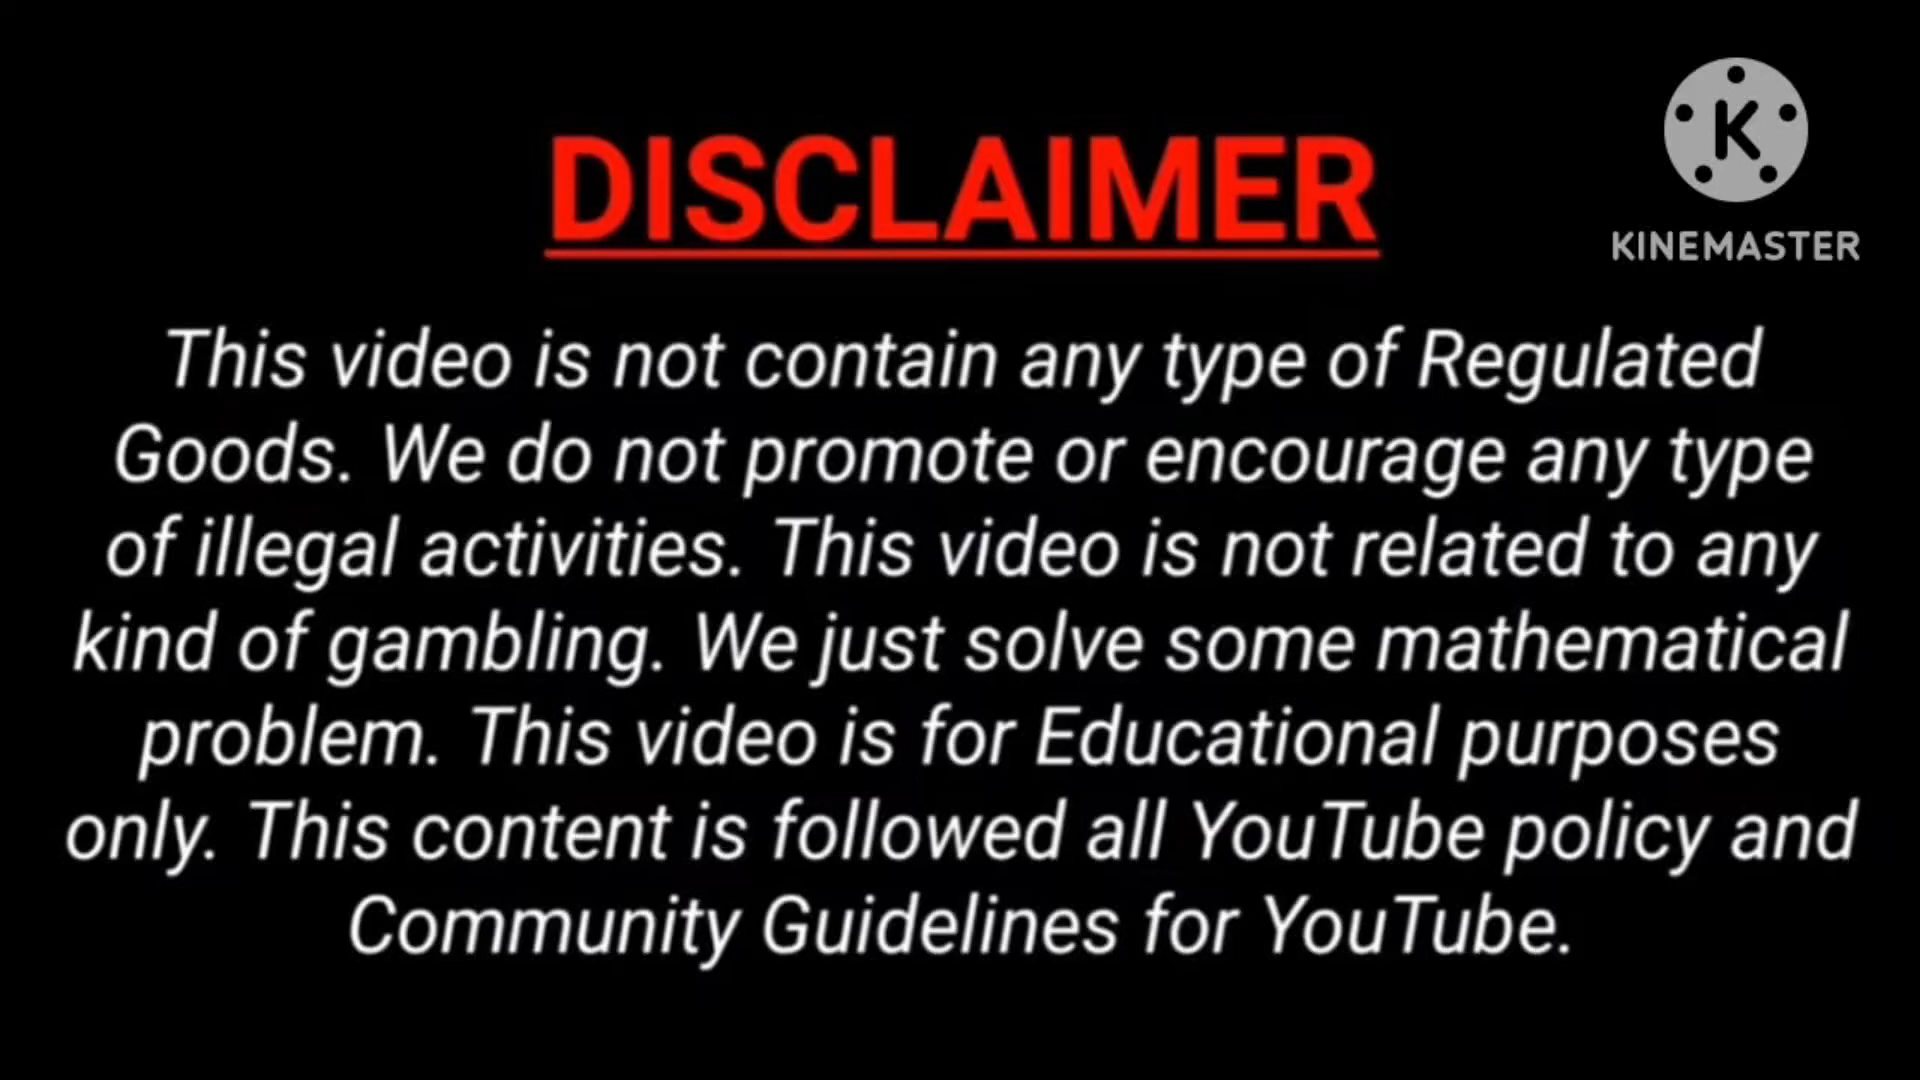 DISCLAIMER
K
KINEMASTER
This video is not contain any type of Regulated
Goods. We do not promote or encourage any type
of illegal activities. This video is not related to any
kind of gambling. We just solve some mathematical
problem. This video is for Educational purposes
only. This content is followed all YouTube policy and
Community Guidelines for YouTube.